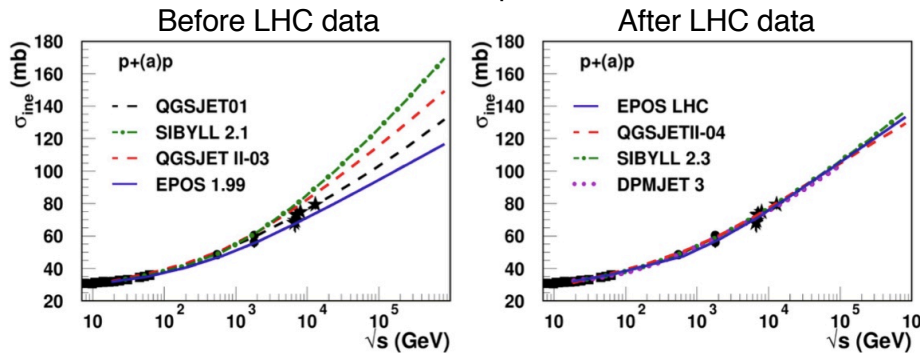 Before LHC data
After LHC data
σine (mb)
180
160
140
120
100
80
60
40
20
p+(a)p
QGSJET01
SIBYLL 2.1
QGSJET II-03
EPOS 1.99
10
10²
10³
10⁴
10⁵
√s (GeV)
σine (mb)
180
160
140
120
100
80
60
40
20
p+(a)p
EPOS LHC
QGSJETII-04
SIBYLL 2.3
DPMJET 3
10
10²
10³
10⁴
10⁵
10
√s (GeV)